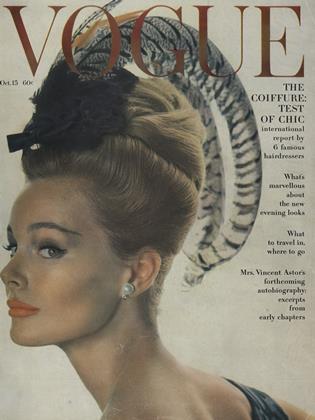 VOGUE
Oct.15 60c
THE
COIFFURE:
TEST
OF CHIC
international
report by
6 famous
hairdressers
What's
marvellous
about
the new
evening looks
What
to travel in,
where to go
Mrs. Vincent Astor's
forthcoming
autobiography:
excerpts
from
early chapters